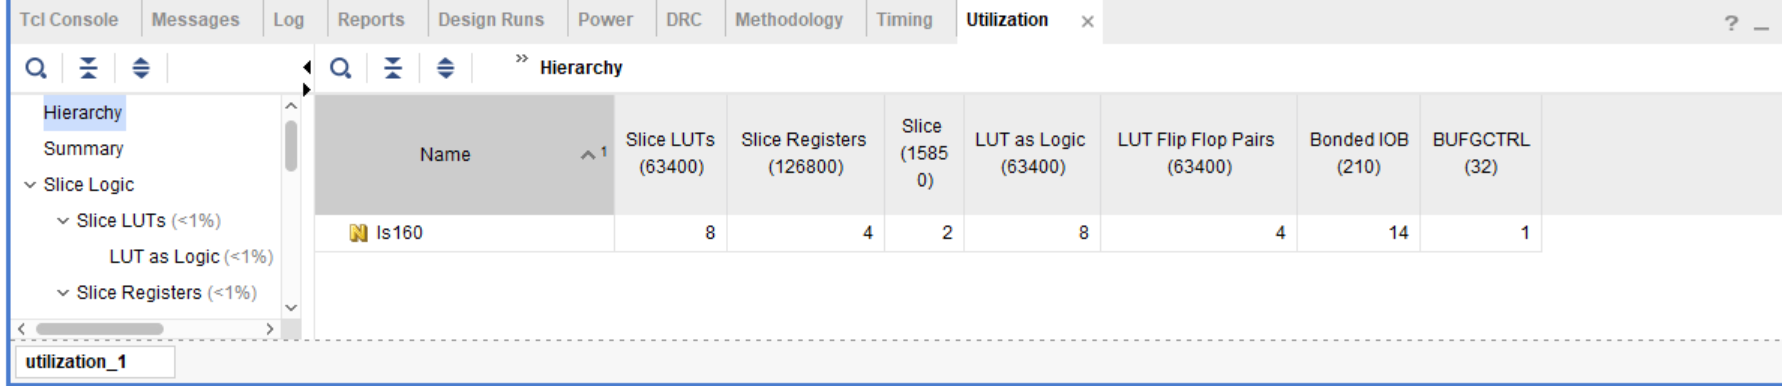 Tcl Console Messages Log Reports Design Runs Power DRC Methodology Timing Utilization × ? _
» Hierarchy
Hierarchy
Summary
Slice Logic
Slice LUTs (<1%)
LUT as Logic (<1%)
Slice Registers (<1%)
Name 1 Slice LUTs (63400) Slice Registers (126800) Slice (15850) LUT as Logic (63400) LUT Flip Flop Pairs (63400) Bonded IOB (210) BUFGCTRL (32)
N ls160 8 4 2 8 4 14 1
utilization_1